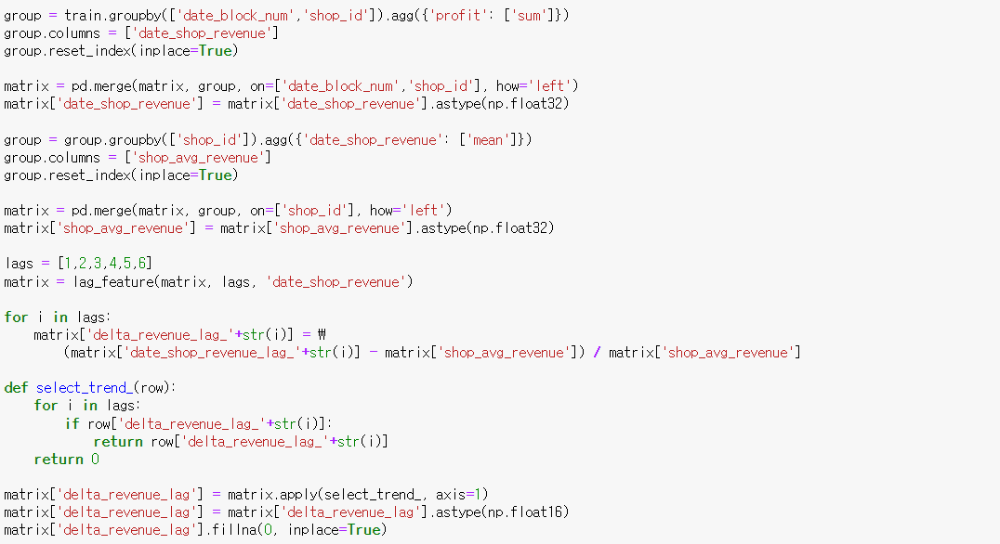 group = train.groupby(['date_block_num','shop_id']).agg({'profit': ['sum']})
group.columns = ['date_shop_revenue']
group.reset_index(inplace=True)

matrix = pd.merge(matrix, group, on=['date_block_num','shop_id'], how='left')
matrix['date_shop_revenue'] = matrix['date_shop_revenue'].astype(np.float32)

group = group.groupby(['shop_id']).agg({'date_shop_revenue': ['mean']})
group.columns = ['shop_avg_revenue']
group.reset_index(inplace=True)

matrix = pd.merge(matrix, group, on=['shop_id'], how='left')
matrix['shop_avg_revenue'] = matrix['shop_avg_revenue'].astype(np.float32)

lags = [1,2,3,4,5,6]
matrix = lag_feature(matrix, lags, 'date_shop_revenue')

for i in lags:
    matrix['delta_revenue_lag_'+str(i)] = ₩
        (matrix['date_shop_revenue_lag_'+str(i)] - matrix['shop_avg_revenue']) / matrix['shop_avg_revenue']

def select_trend_(row):
    for i in lags:
        if row['delta_revenue_lag_'+str(i)]:
            return row['delta_revenue_lag_'+str(i)]
    return 0

matrix['delta_revenue_lag'] = matrix.apply(select_trend_, axis=1)
matrix['delta_revenue_lag'] = matrix['delta_revenue_lag'].astype(np.float16)
matrix['delta_revenue_lag'].fillna(0, inplace=True)